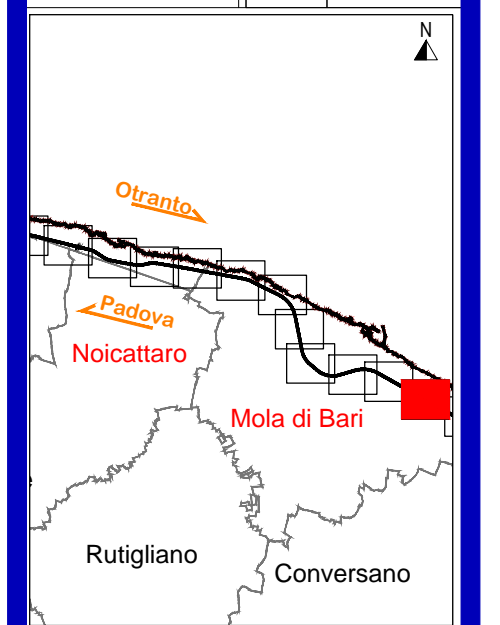 N
Otranto
Padova
Noicattaro
Mola di Bari
Rutigliano
Conversano